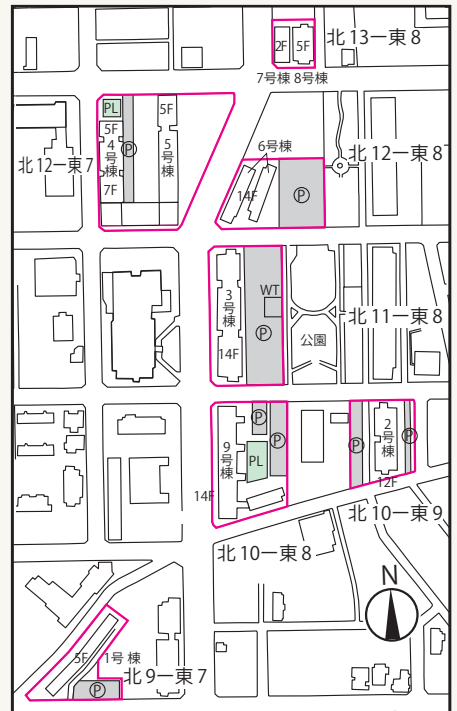 北13ー東8
2F
5F
7号棟 8号棟
PL
5F
5F
4号棟
5号棟
Ⓟ
7F
北12ー東7
6号棟
14F
Ⓟ
北12ー東8
3号棟
14F
WT
Ⓟ
公園
北11ー東8
9号棟
14F
Ⓟ
Ⓟ
PL
Ⓟ
2号棟
Ⓟ
12F
北10ー東9
北10ー東8
N
5F
1号棟
Ⓟ
北9ー東7